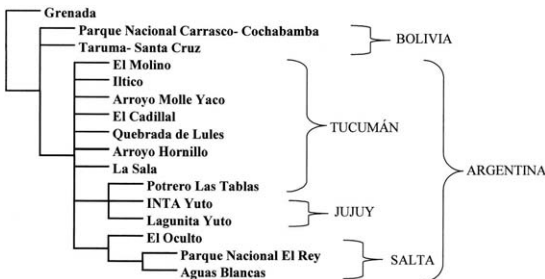 Grenada
Parque Nacional Carrasco- Cochabamba
Taruma- Santa Cruz
BOLIVIA
El Molino
Iltico
Arroyo Molle Yaco
El Cadillal
Quebrada de Lules
Arroyo Hornillo
La Sala
Potrero Las Tablas
TUCUMÁN
INTA Yuto
Lagunita Yuto
JUJUY
El Oculto
Parque Nacional El Rey
Aguas Blancas
SALTA
ARGENTINA